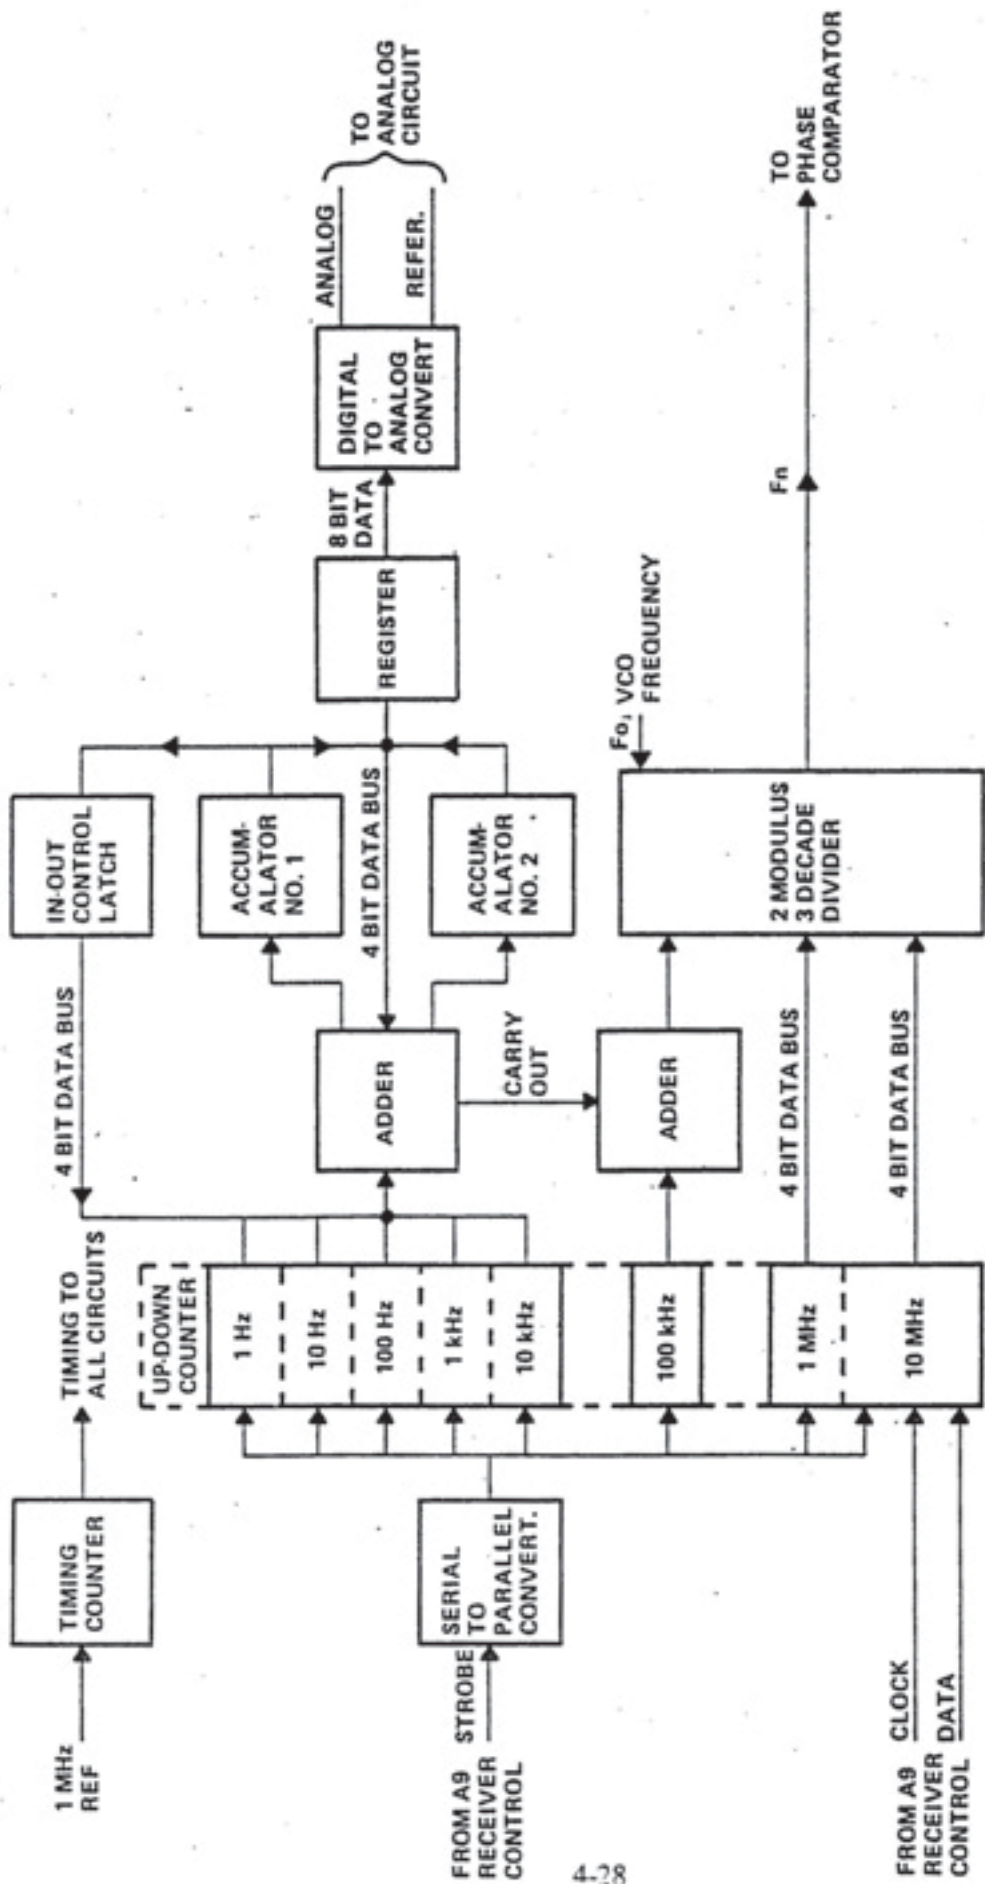 1 MHz
REF
TIMING
COUNTER
TIMING TO
ALL CIRCUITS
4 BIT DATA BUS
IN-OUT
CONTROL
LATCH
UP-DOWN
COUNTER
1 Hz
10 Hz
100 Hz
1 kHz
10 kHz
100 kHz
1 MHz
10 MHz
FROM A9
RECEIVER
CONTROL
STROBE
SERIAL
TO
PARALLEL
CONVERT.
ADDER
ACCUM-
ALATOR
NO. 1
4 BIT DATA BUS
ACCUM-
ALATOR
NO. 2
REGISTER
8 BIT
DATA
DIGITAL
TO
ANALOG
CONVERT
ANALOG
REFER.
TO
ANALOG
CIRCUIT
CARRY
OUT
ADDER
Fo, VCO
FREQUENCY
4 BIT DATA BUS
4 BIT DATA BUS
2 MODULUS
3 DECADE
DIVIDER
Fn
TO
PHASE
COMPARATOR
FROM A9
RECEIVER
CONTROL
CLOCK
DATA
4-28